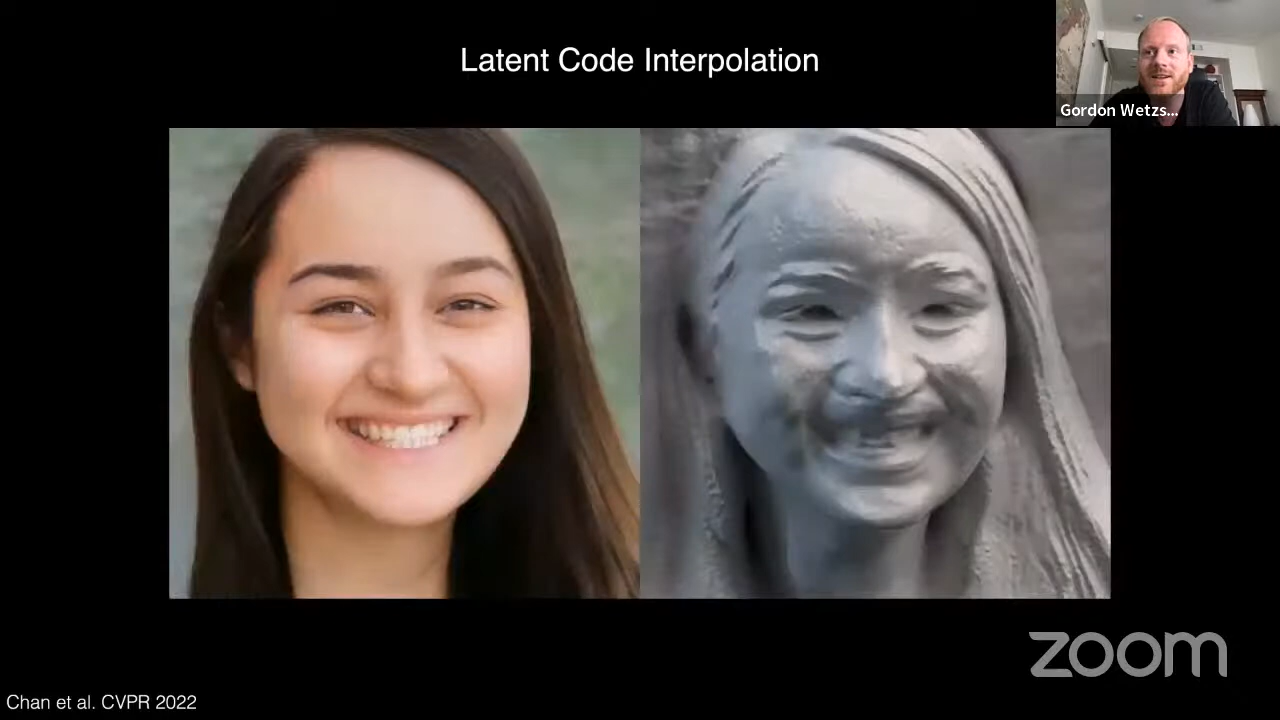 Latent Code Interpolation
Gordon Wetzs...
zoom
Chan et al. CVPR 2022